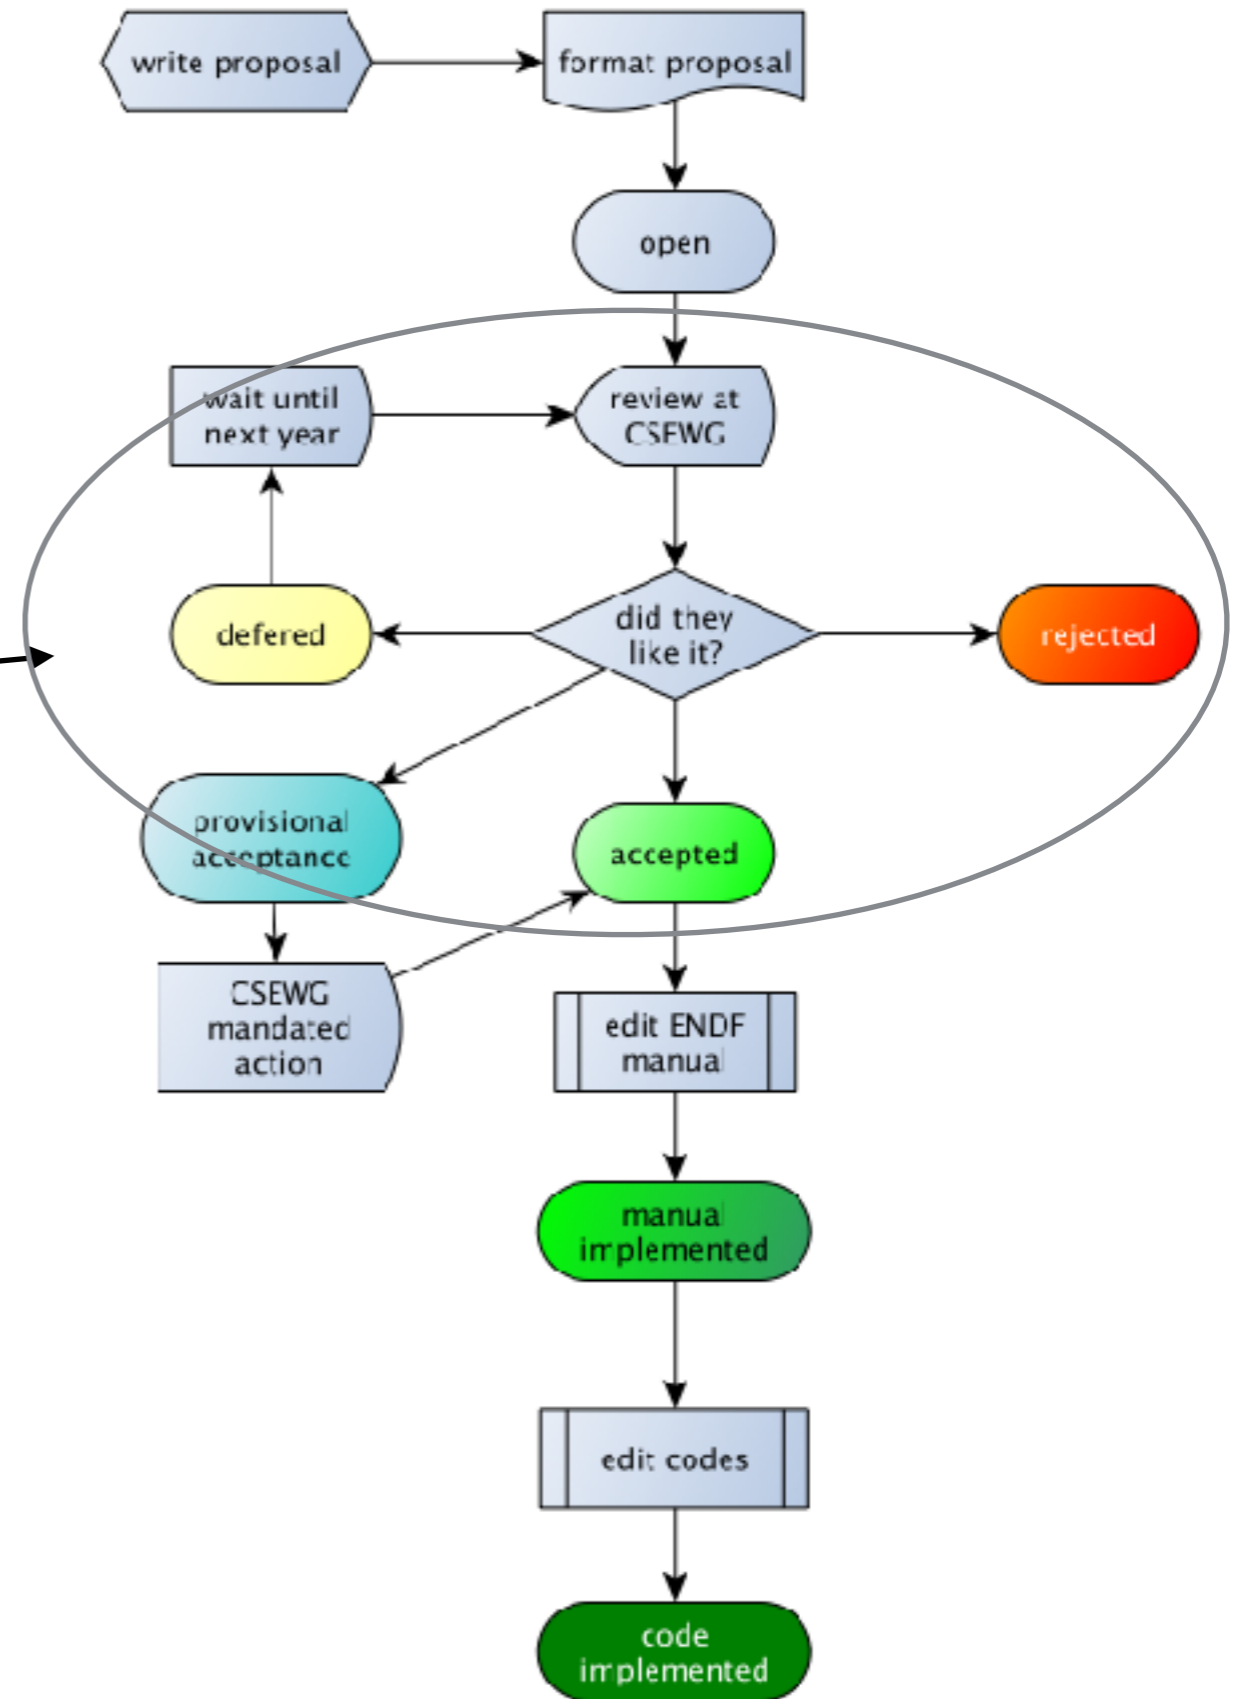 write proposal
format proposal
open
wait until
next year
review at
CSEWG
defered
did they
like it?
rejected
provisional
acceptance
accepted
CSEWG
mandated
action
edit ENDF
manual
manual
implemented
edit codes
code
implemented